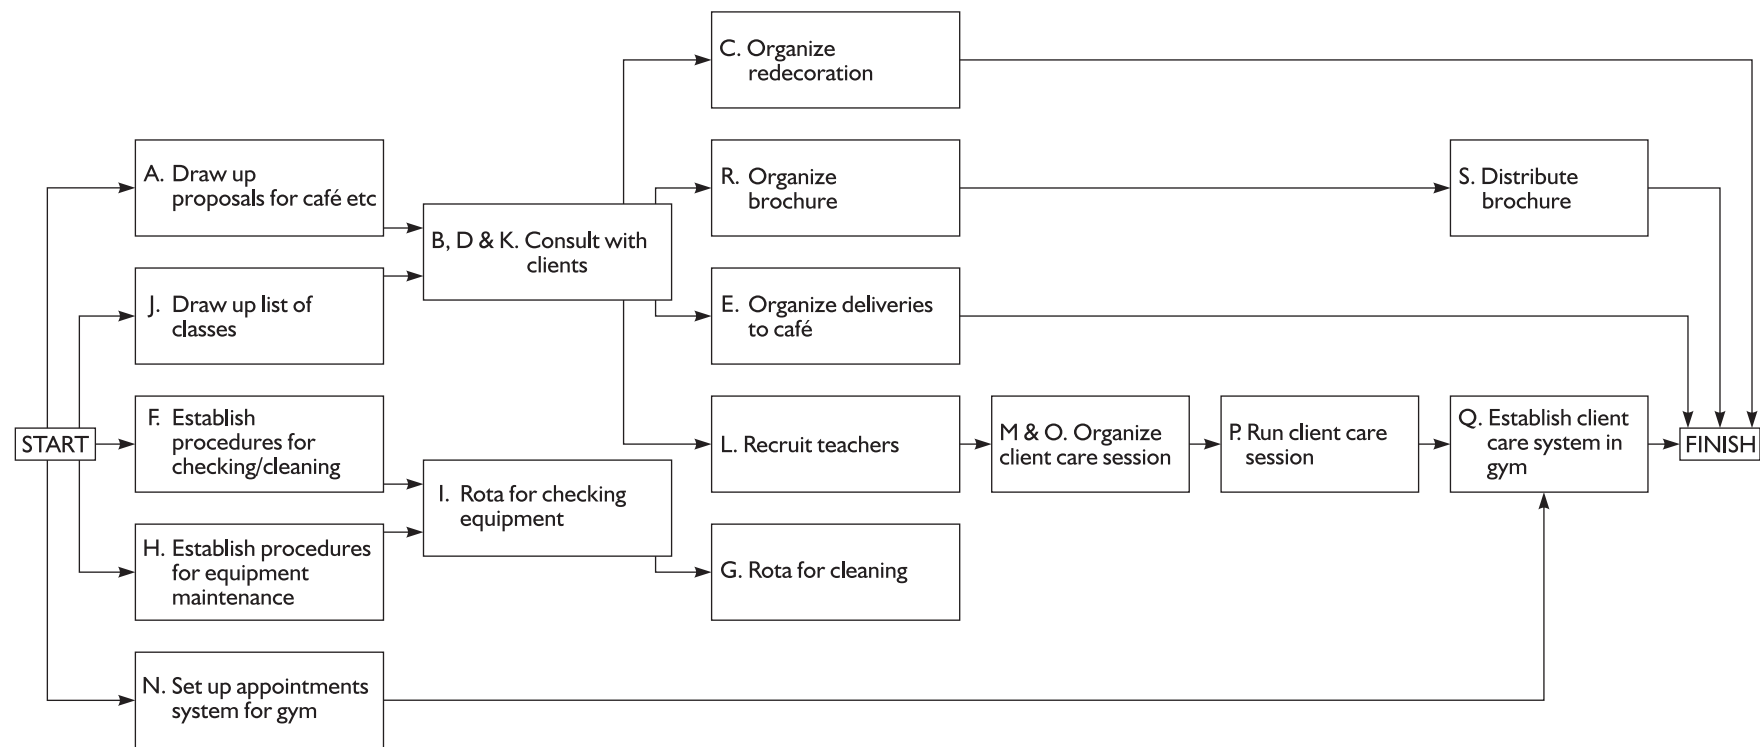 C. Organize
redecoration
A. Draw up
proposals for café etc
R. Organize
brochure
S. Distribute
brochure
B, D & K. Consult with
clients
J. Draw up list of
classes
E. Organize deliveries
to café
F. Establish
procedures for
checking/cleaning
START
L. Recruit teachers
M & O. Organize
client care session
P. Run client care
session
Q. Establish client
care system in
gym
FINISH
I. Rota for checking
equipment
H. Establish procedures
for equipment
maintenance
G. Rota for cleaning
N. Set up appointments
system for gym